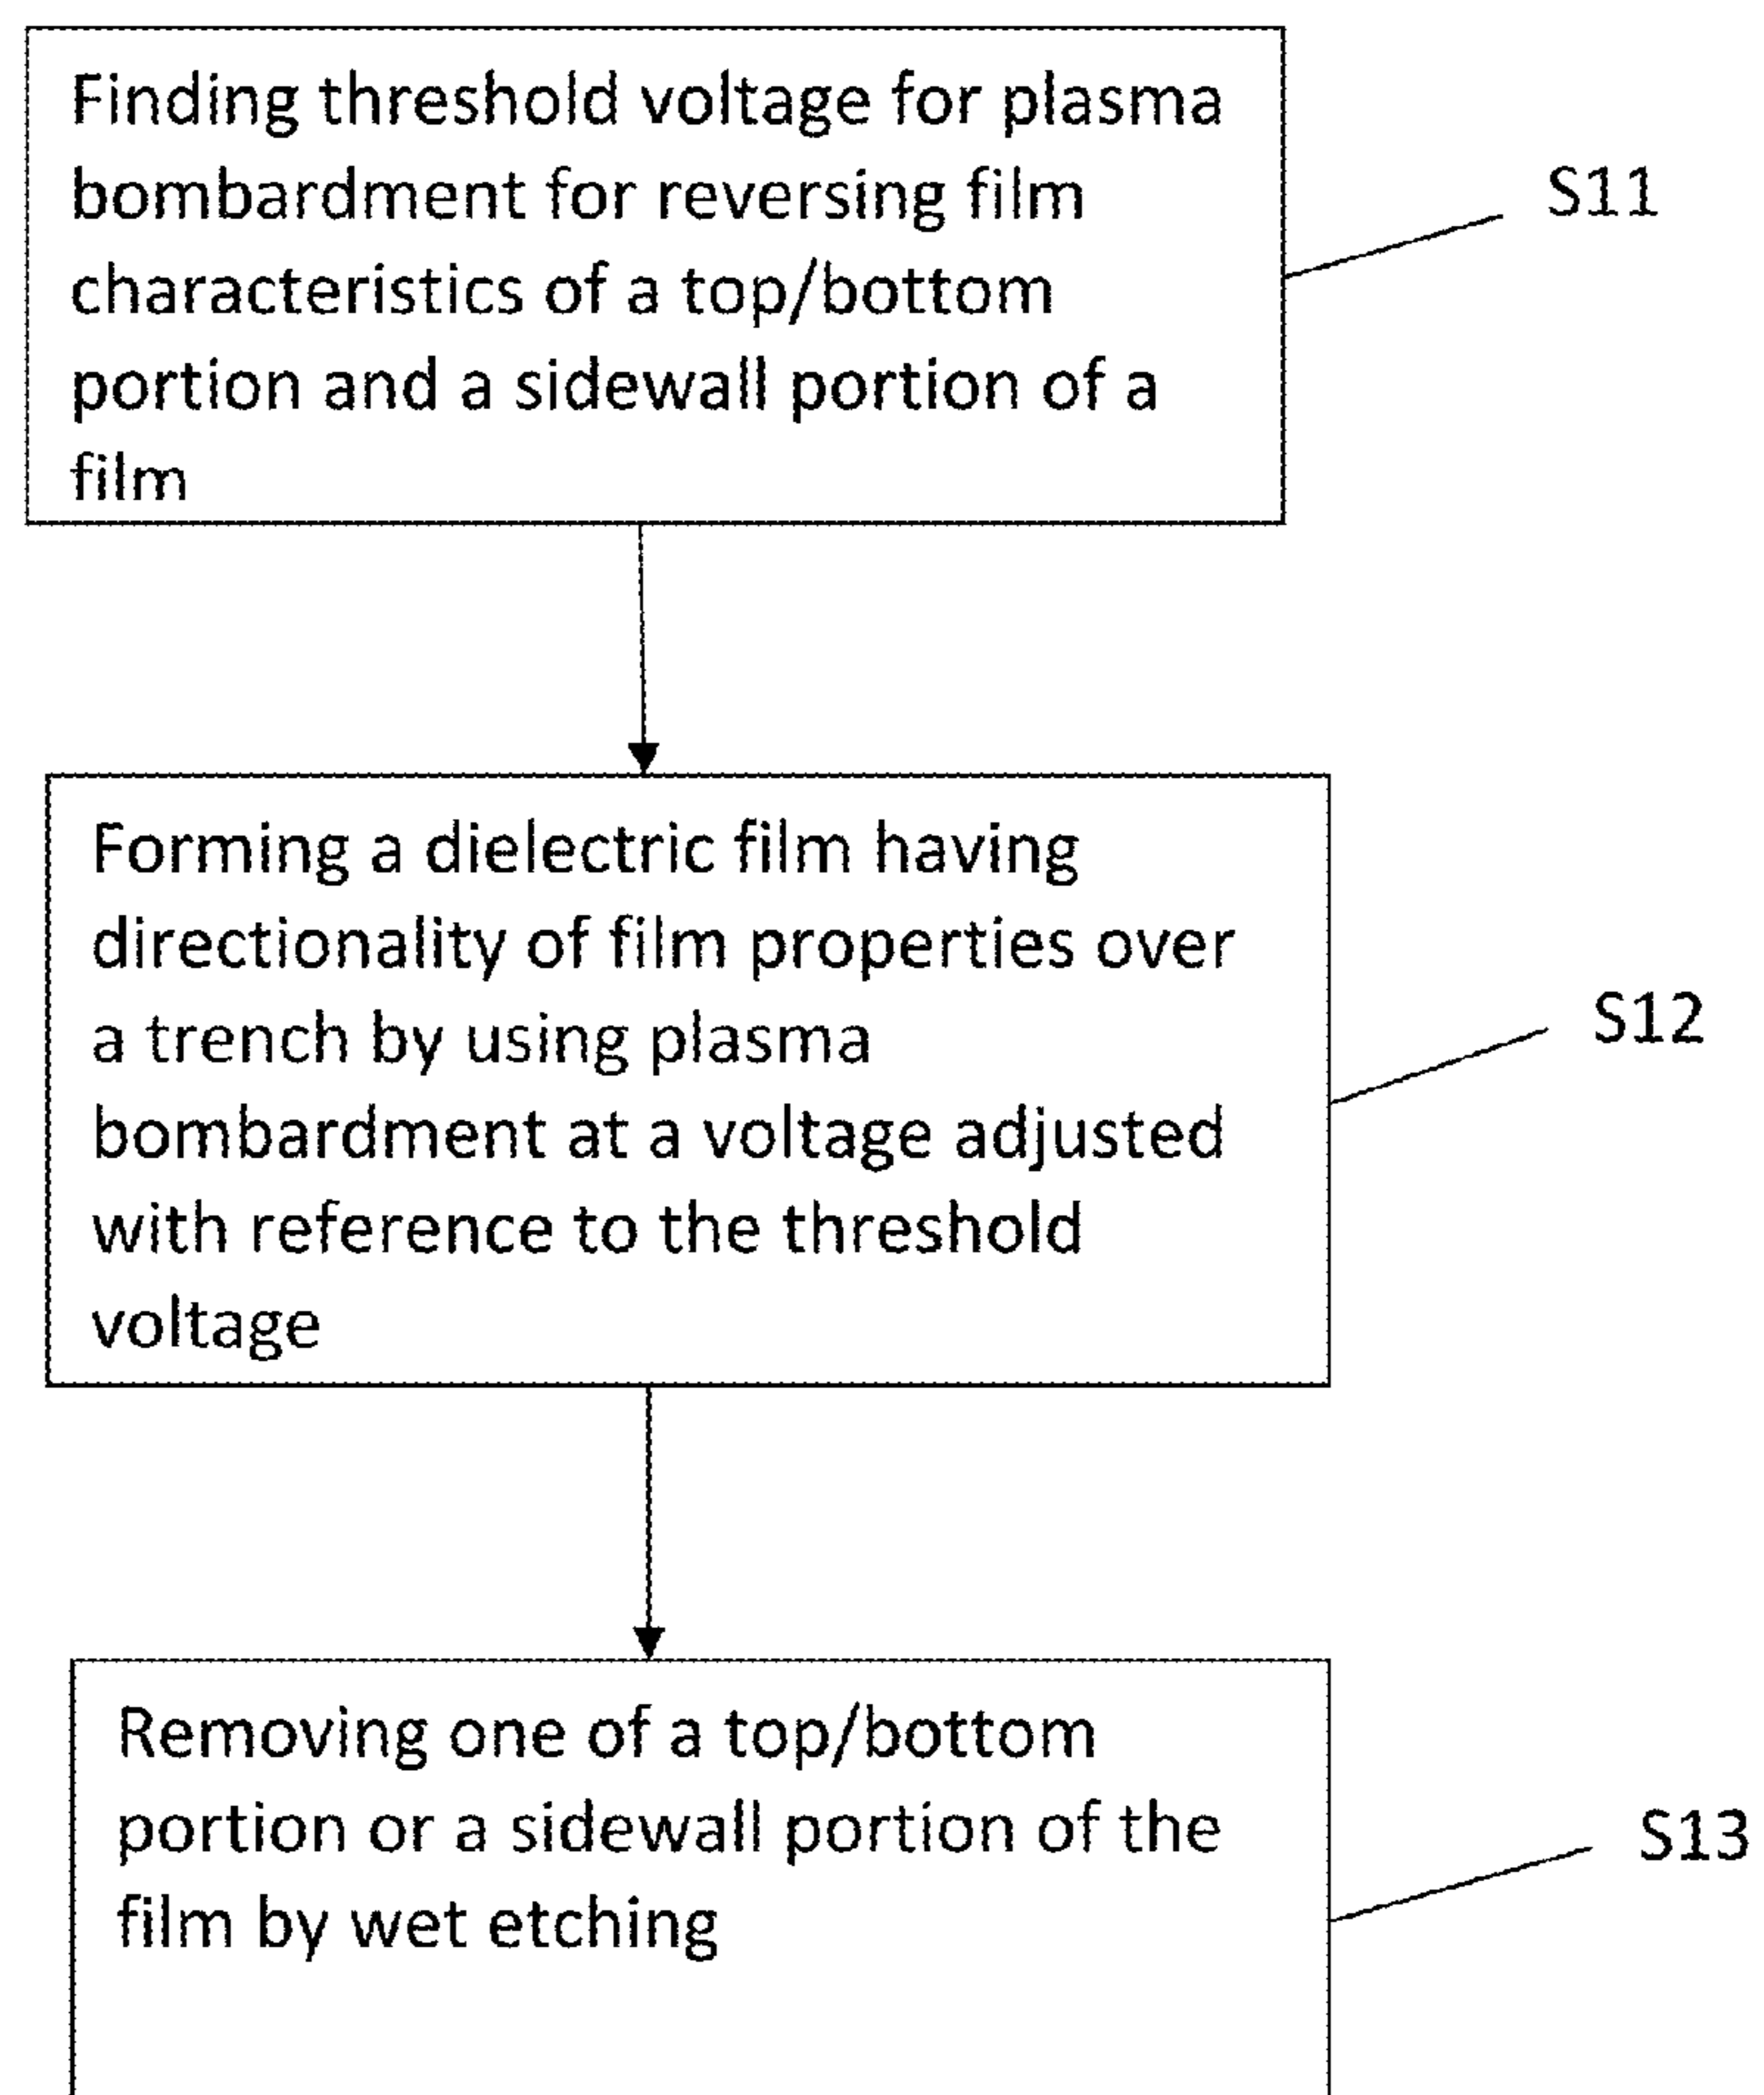 Finding threshold voltage for plasma
bombardment for reversing film
characteristics of a top/bottom
portion and a sidewall portion of a
film
S11
Forming a dielectric film having
directionality of film properties over
a trench by using plasma
bombardment at a voltage adjusted
with reference to the threshold
voltage
S12
Removing one of a top/bottom
portion or a sidewall portion of the
film by wet etching
S13